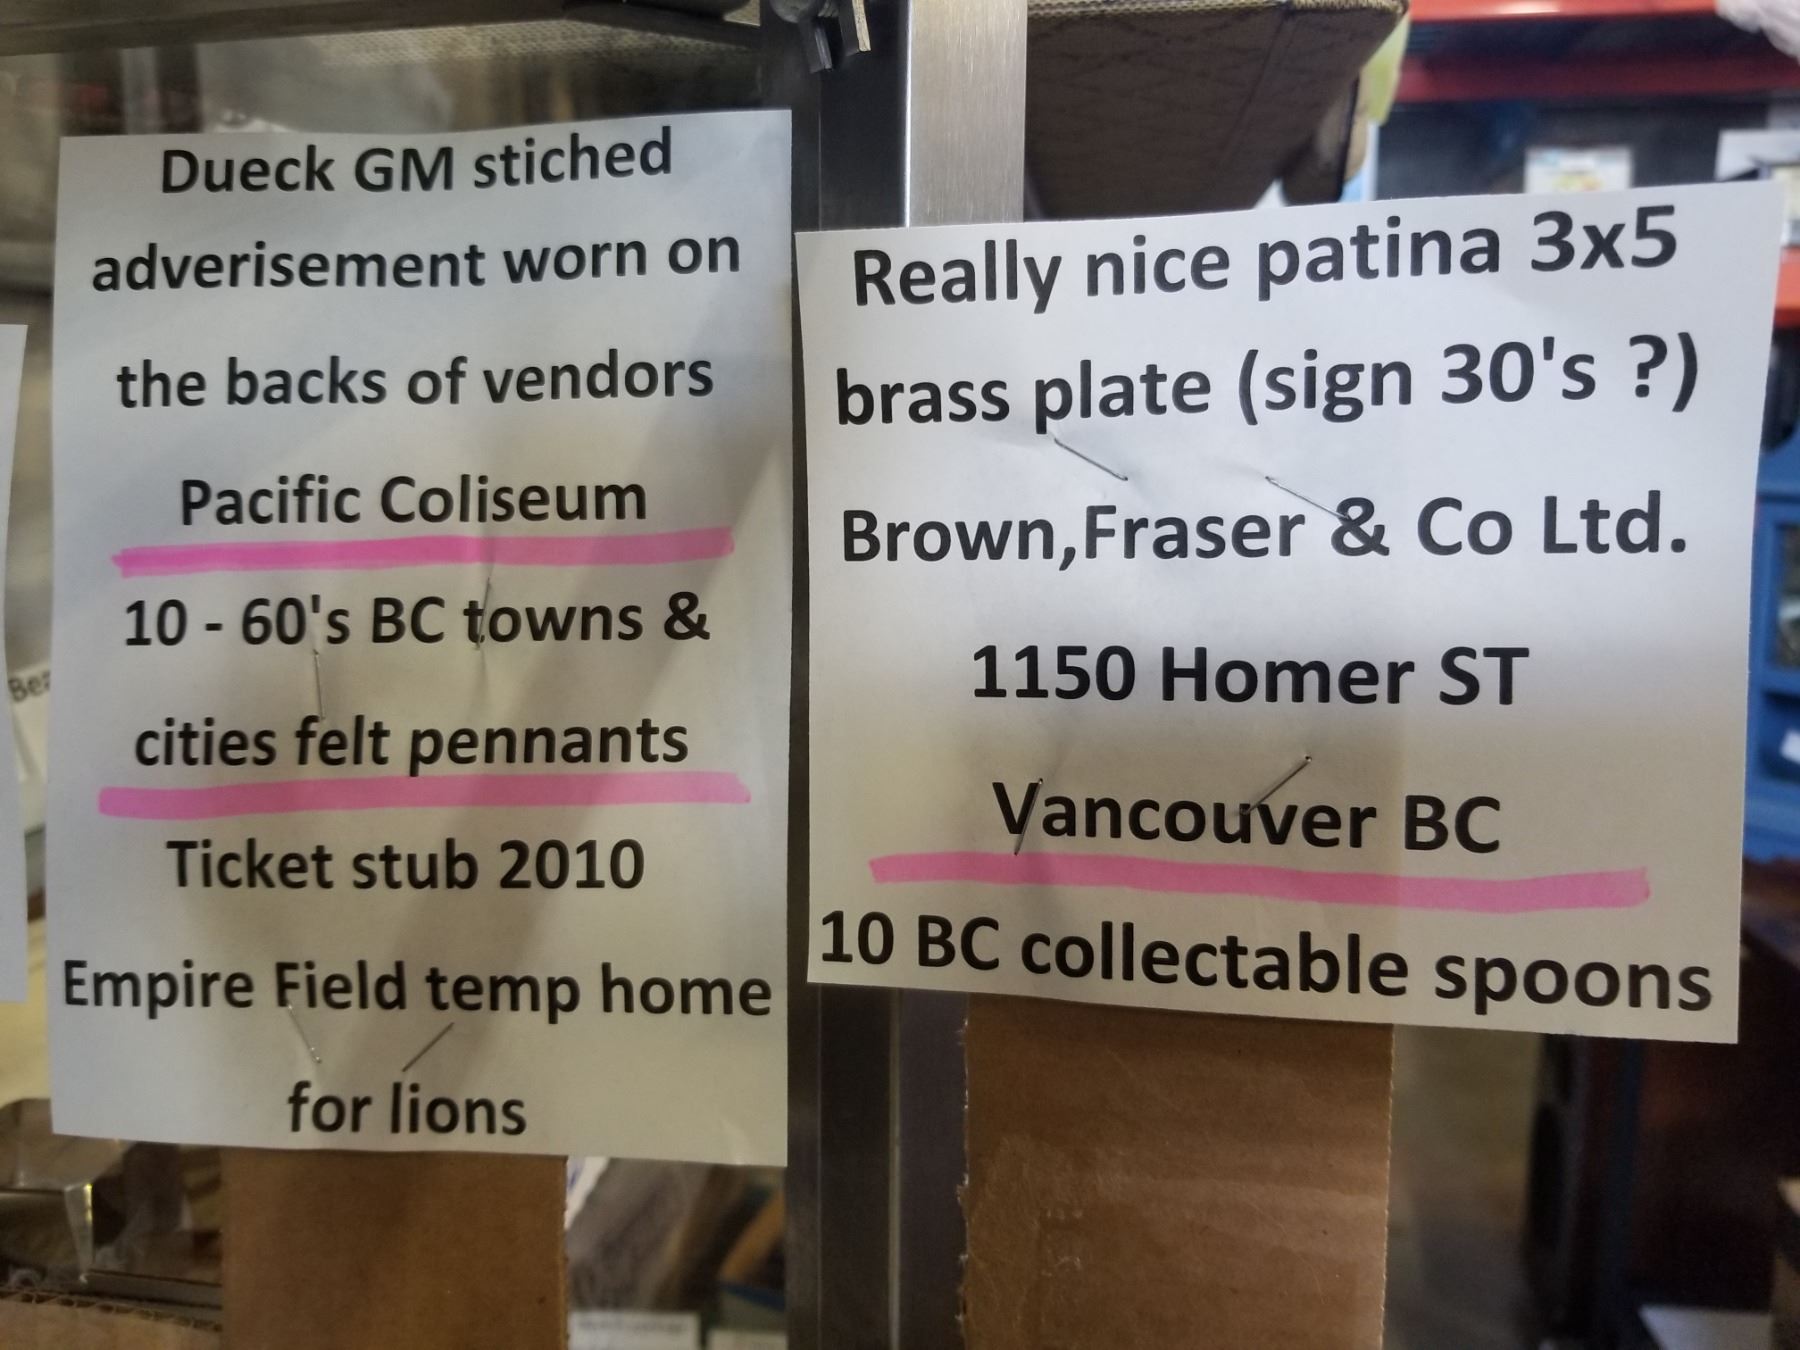 Dueck GM stiched
adverisement worn on
the backs of vendors
Pacific Coliseum
10 - 60's BC towns &
cities felt pennants
Ticket stub 2010
Empire Field temp home
for lions
Really nice patina 3x5
brass plate (sign 30's ?)
Brown,Fraser & Co Ltd.
1150 Homer ST
Vancouver BC
10 BC collectable spoons